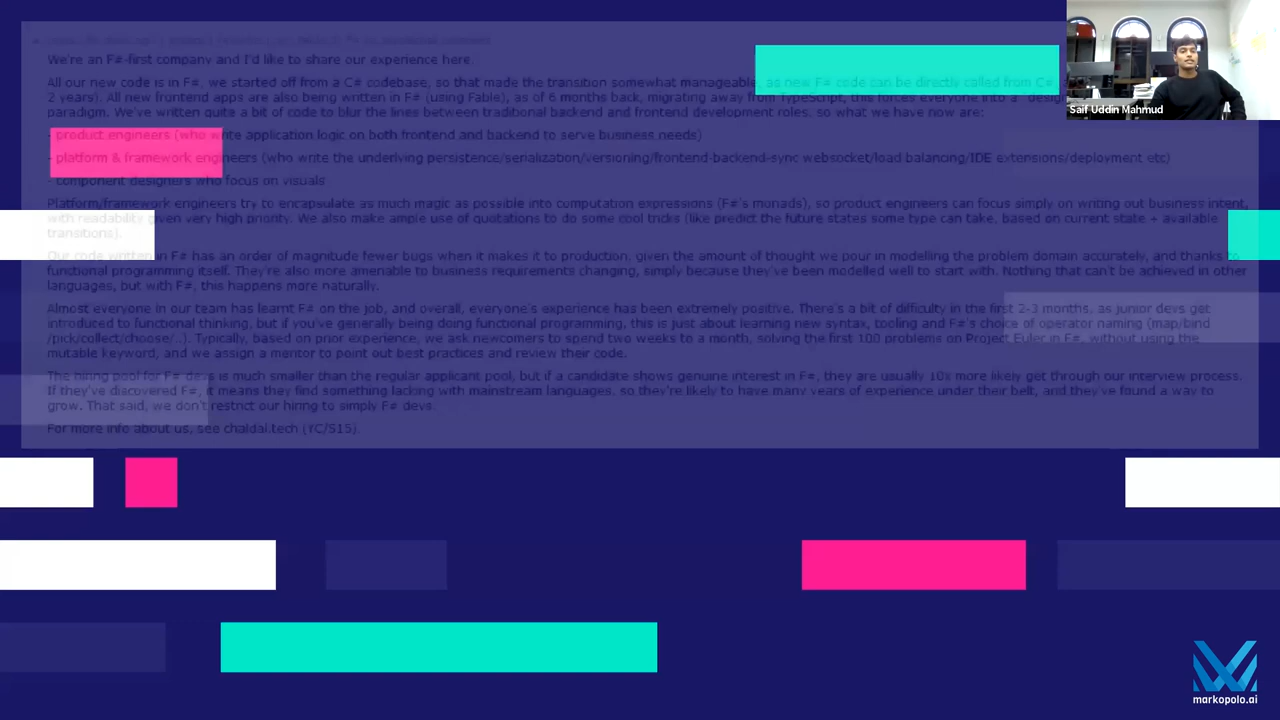 We're an F#-first company and I'd like to share our experience here
All our new code is in F#, we started off from a C# codebase, so that made the transition somewhat manageable, as new F# code can be directly called from C#
2 years). All new frontend apps are also being written in F# (using Fable), as of 6 months back, migrating away from TypeScript, this forces everyone into a "design
paradigm. We've written quite a bit of code to blur the line between traditional backend and frontend development roles, so what we have now are:
- product engineers (who write application logic on both frontend and backend to serve business needs)
- platform & framework engineers (who write the underlying persistence/serialization/versioning/frontend-backend-sync websocket/load balancing/IDE extensions/deployment etc)
- component designers who focus on visuals
Platform/framework engineers try to encapsulate as much magic as possible into computation expressions (F#'s monads), so product engineers can focus simply on writing out business intent,
with readability given very high priority. We also make ample use of quotations to do some cool tricks (like predict the future states some type can take, based on current state + available
transitions).
Our code written in F# has an order of magnitude fewer bugs when it makes it to production, given the amount of thought we pour in modelling the problem domain accurately, and thanks to
functional programming itself. They're also more amenable to business requirements changing, simply because they've been modelled well to start with. Nothing that can't be achieved in other
languages, but with F#, this happens more naturally.
Almost everyone in our team has learnt F# on the job, and overall, everyone's experience has been extremely positive. There's a bit of difficulty in the first 2-3 months, as junior devs get
introduced to functional thinking, but if you've generally being doing functional programming, this is just about learning new syntax, tooling and F#'s choice of operator naming (map/bind
/pick/collect/choose/..). Typically, based on prior experience, we ask newcomers to spend two weeks to a month, solving the first 100 problems on Project Euler in F#, without using the
mutable keyword, and we assign a mentor to point out best practices and review their code.
The hiring pool for F# devs is much smaller than the regular applicant pool, but if a candidate shows genuine interest in F#, they are usually 10x more likely get through our interview process.
If they've discovered F#, it means they find something lacking with mainstream languages, so they're likely to have many years of experience under their belt, and they've found a way to
grow. That said, we don't restrict our hiring to simply F# devs.
For more info about us, see chaldal.tech (YC/S15).
Saif Uddin Mahmud
markopolo.ai